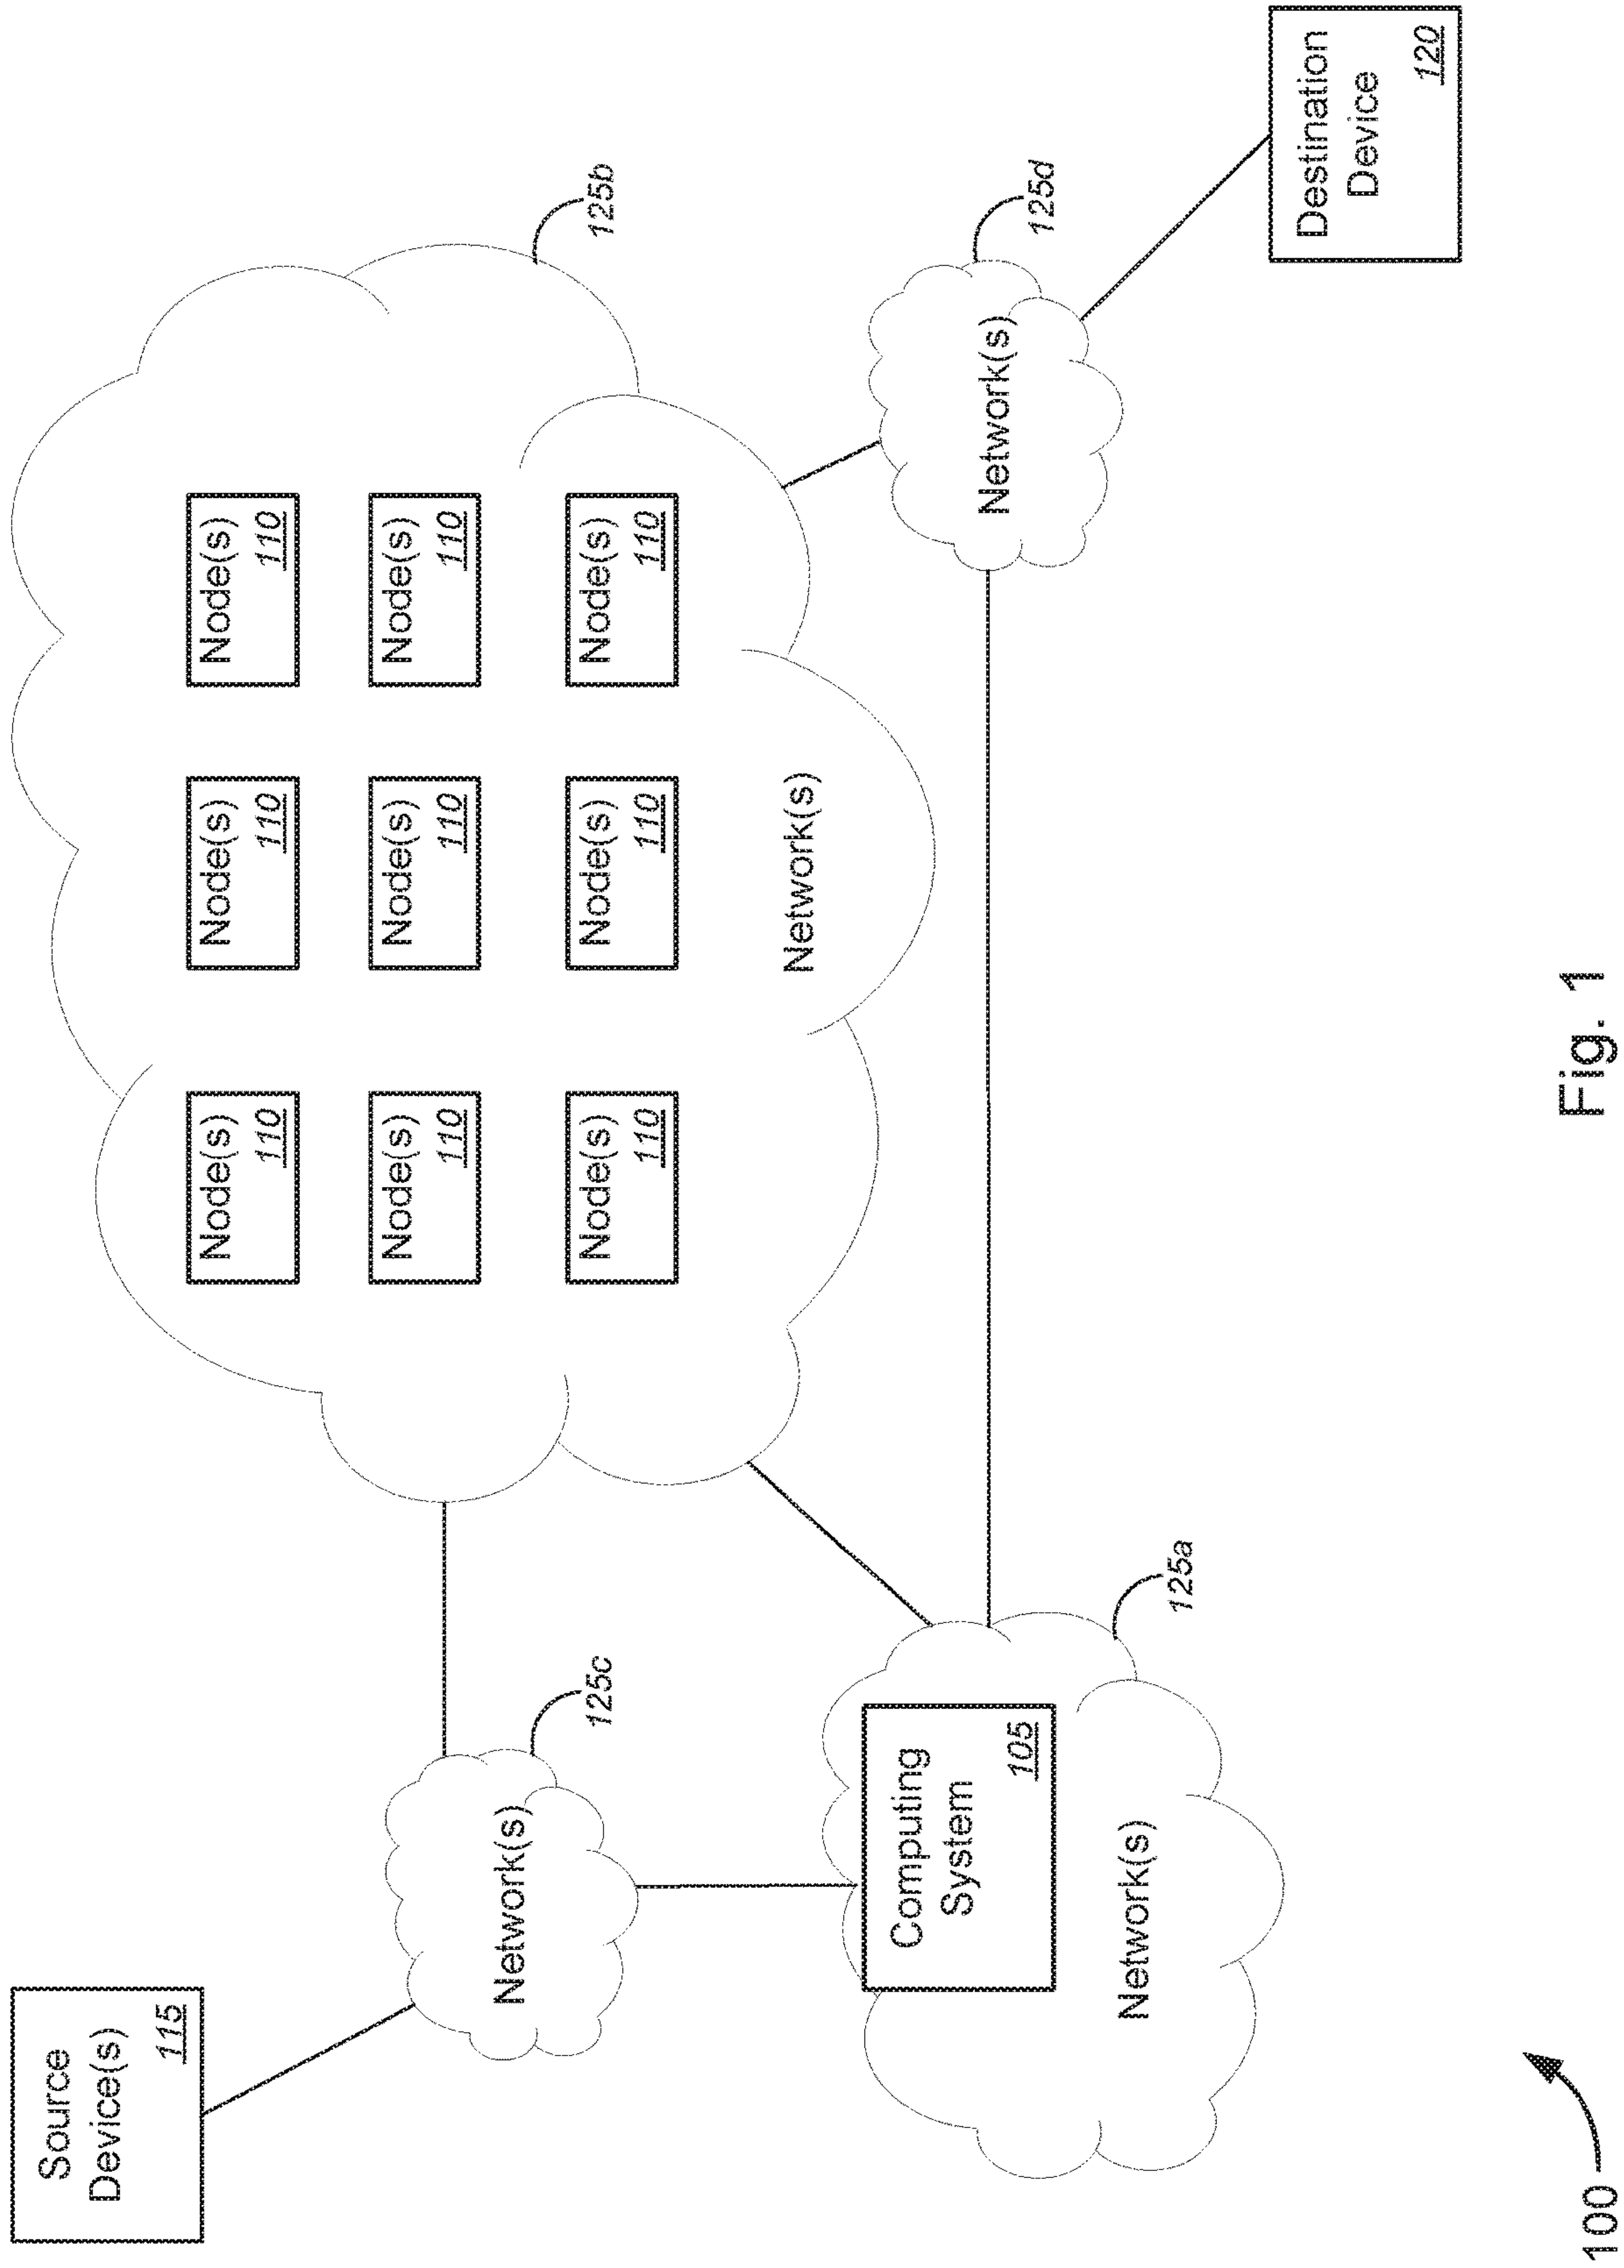 Source
Device(s)
115
Node(s)
110
Node(s)
110
Node(s)
110
Node(s)
110
Node(s)
110
Node(s)
110
Node(s)
110
Node(s)
110
Node(s)
110
125b
Network(s)
125c
Network(s)
Computing
System
105
Network(s)
125a
Network(s)
125d
Destination
Device
120
100
Fig. 1